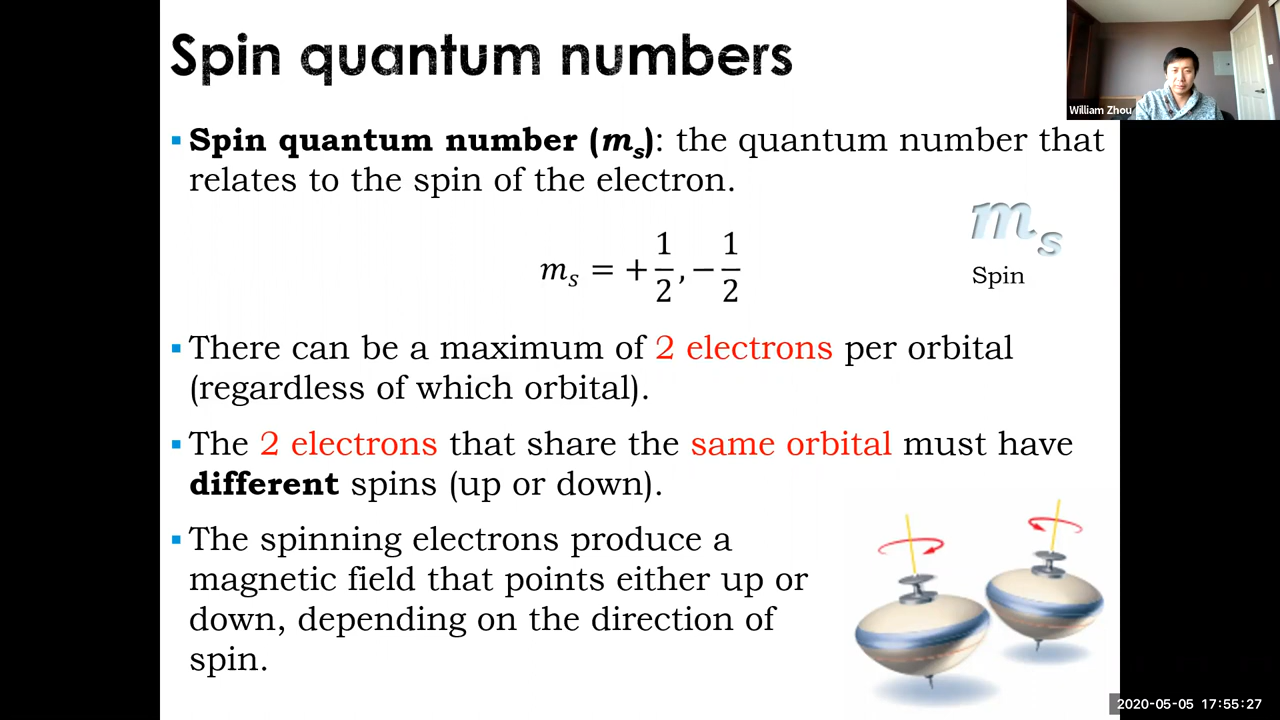 Spin quantum numbers
William Zhou
▪ Spin quantum number (mₛ): the quantum number that
relates to the spin of the electron.
mₛ
Spin
mₛ = +1/2, −1/2
▪ There can be a maximum of 2 electrons per orbital
(regardless of which orbital).
▪ The 2 electrons that share the same orbital must have
different spins (up or down).
▪ The spinning electrons produce a
magnetic field that points either up or
down, depending on the direction of
spin.
2020-05-05 17:55:27